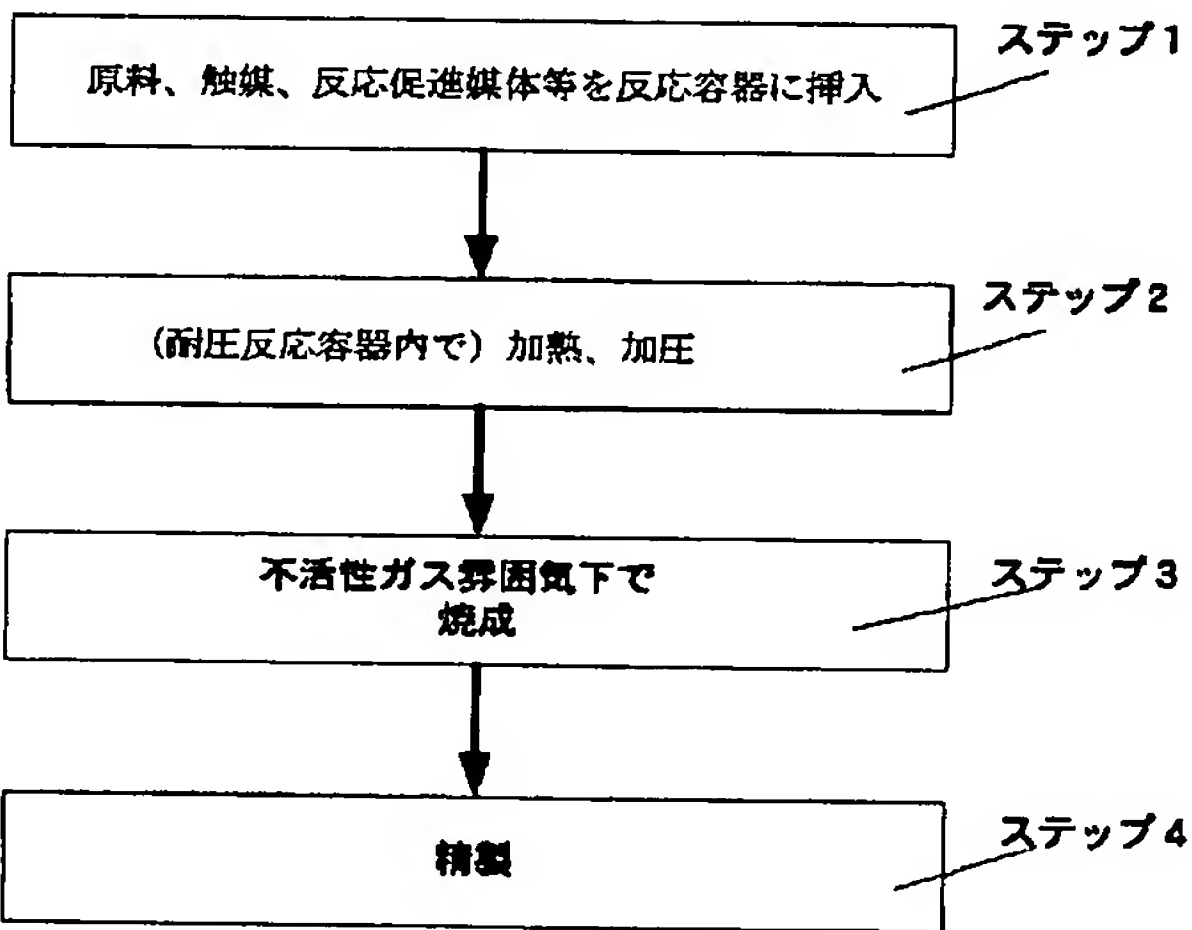 ステップ1
原料、触媒、反応促進媒体等を反応容器に挿入
ステップ2
(耐圧反応容器内で)加熱、加圧
ステップ3
不活性ガス雰囲気下で
焼成
ステップ4
精製